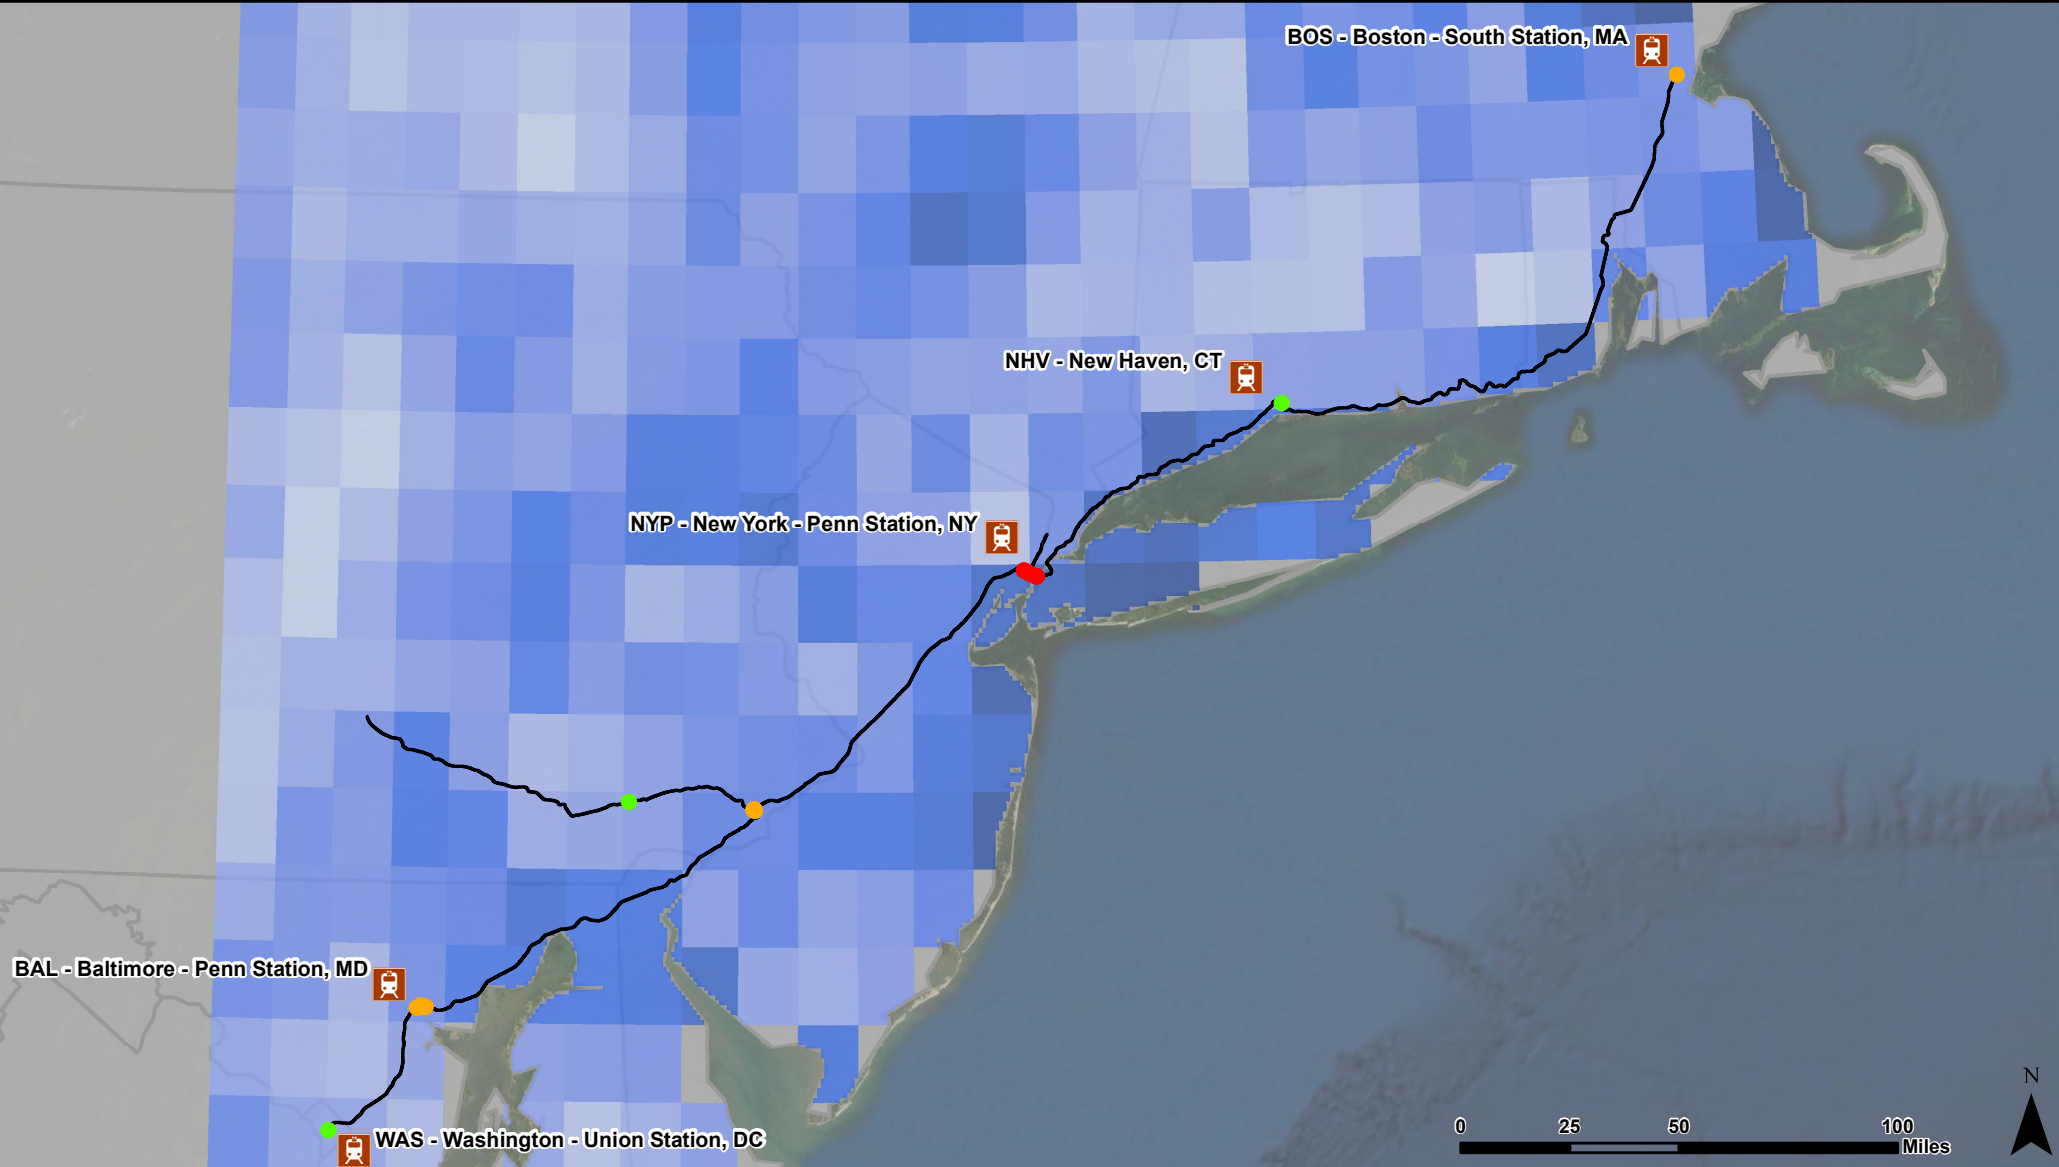 BOS - Boston - South Station, MA
NHV - New Haven, CT
NYP - New York - Penn Station, NY
BAL - Baltimore - Penn Station, MD
WAS - Washington - Union Station, DC
0 25 50 100
Miles
N